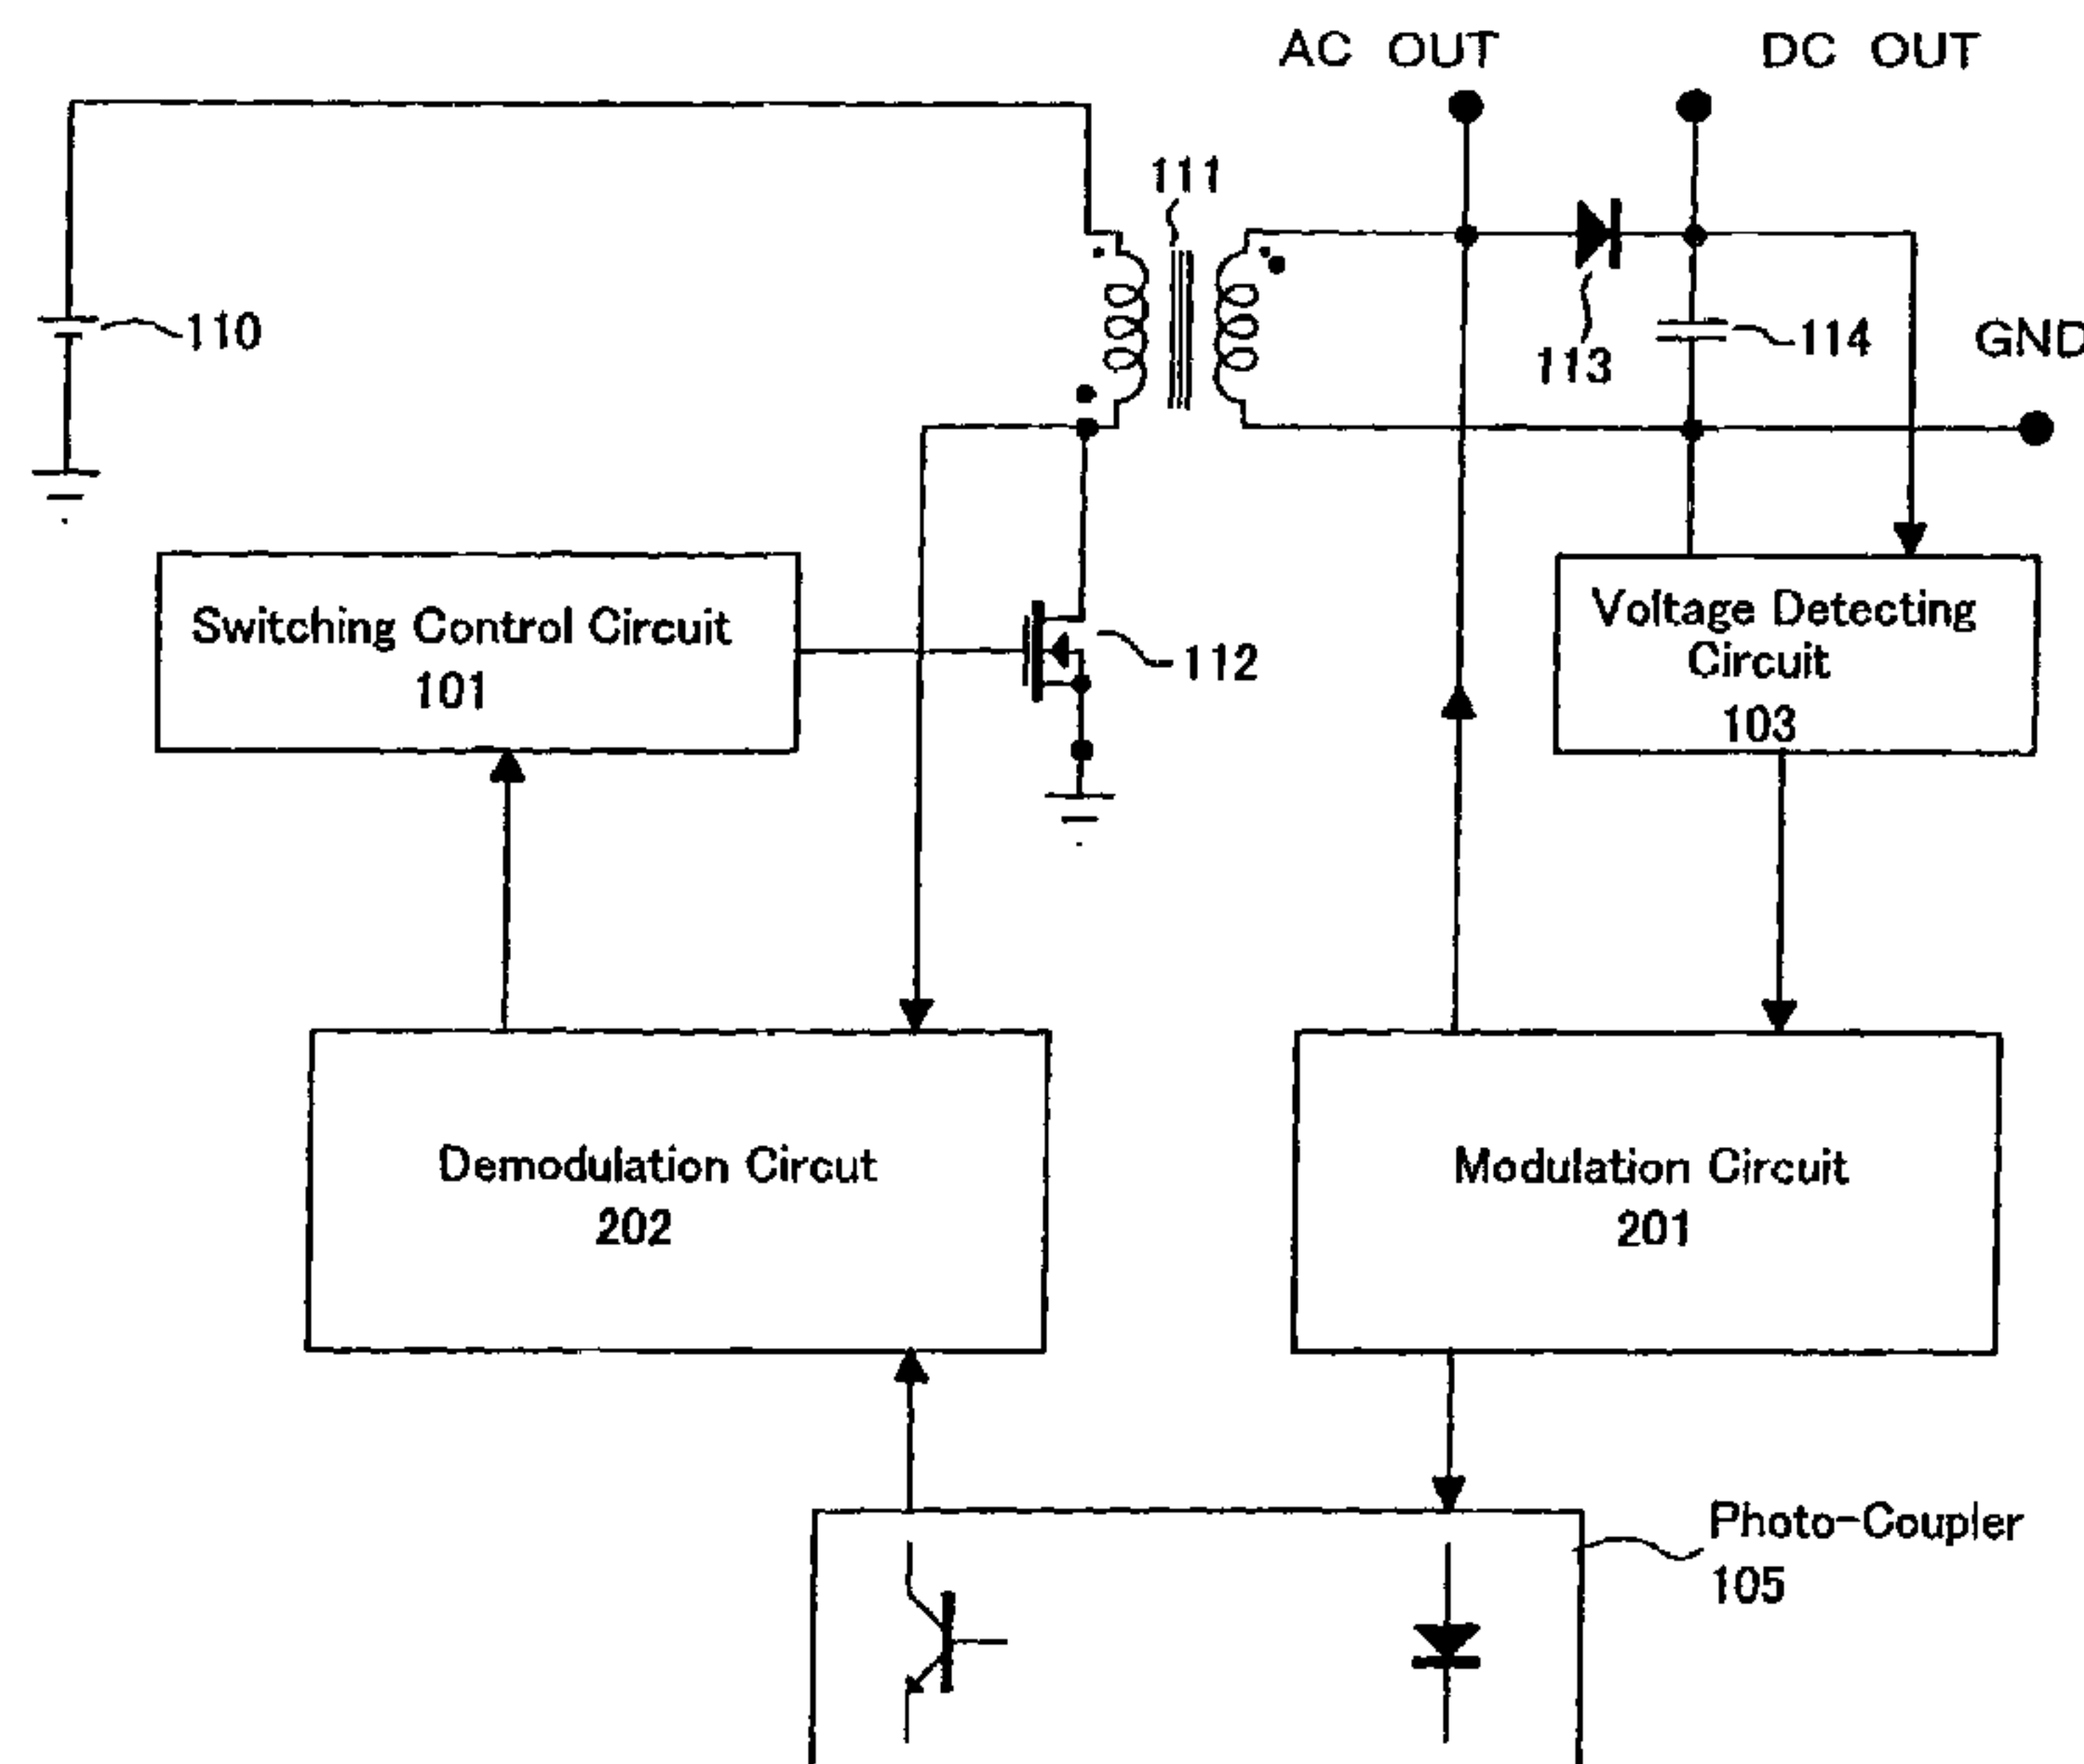 AC OUT
DC OUT
111
110
113
114
GND
Switching Control Circuit
101
112
Voltage Detecting
Circuit
103
Demodulation Circut
202
Modulation Circuit
201
Photo-Coupler
105